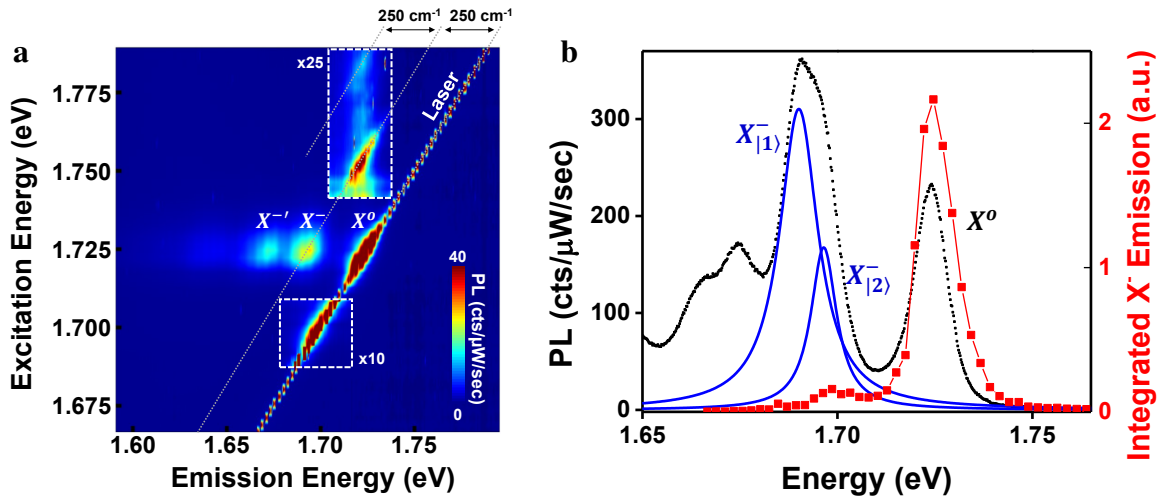 250 cm⁻¹ 250 cm⁻¹
a
x25
Laser
X⁻′ X⁻ X⁰
40
PL (cts/μW/sec)
0
x10
1.775
1.750
1.725
1.700
1.675
Excitation Energy (eV)
1.60 1.65 1.70 1.75
Emission Energy (eV)
b
X⁻|1⟩
X⁻|2⟩
X⁰
300
200
100
0
PL (cts/μW/sec)
2
1
0
Integrated X⁻ Emission (a.u.)
1.65 1.70 1.75
Energy (eV)